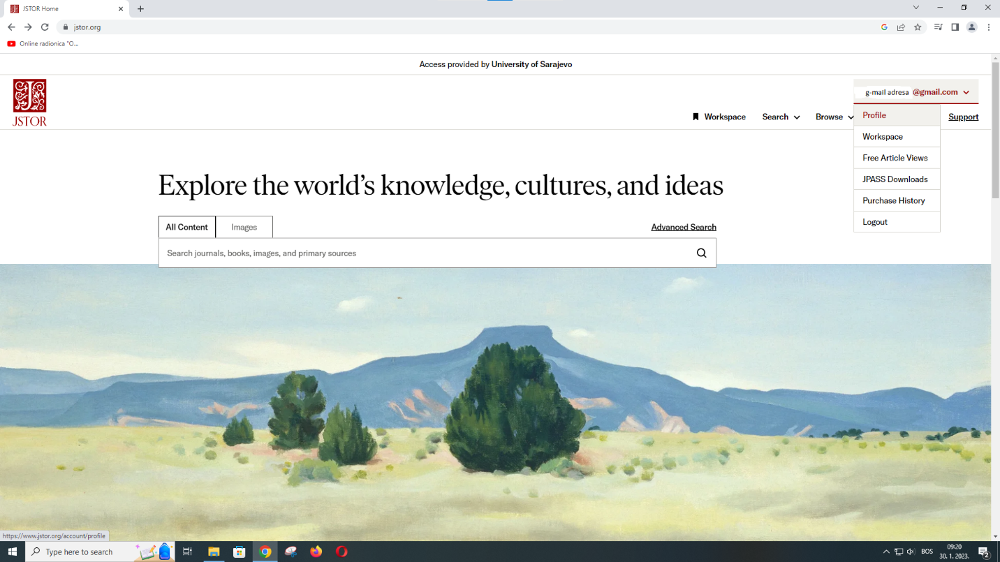 JSTOR Home
jstor.org
Online radionica "O...
Access provided by University of Sarajevo
JSTOR
g-mail adresa @gmail.com
Workspace Search Browse Support
Profile
Workspace
Free Article Views
JPASS Downloads
Purchase History
Logout
Explore the world's knowledge, cultures, and ideas
All Content Images Advanced Search
Search journals, books, images, and primary sources
https://www.jstor.org/account/profile
Type here to search
BOS
09:20
30. 1. 2023.
2